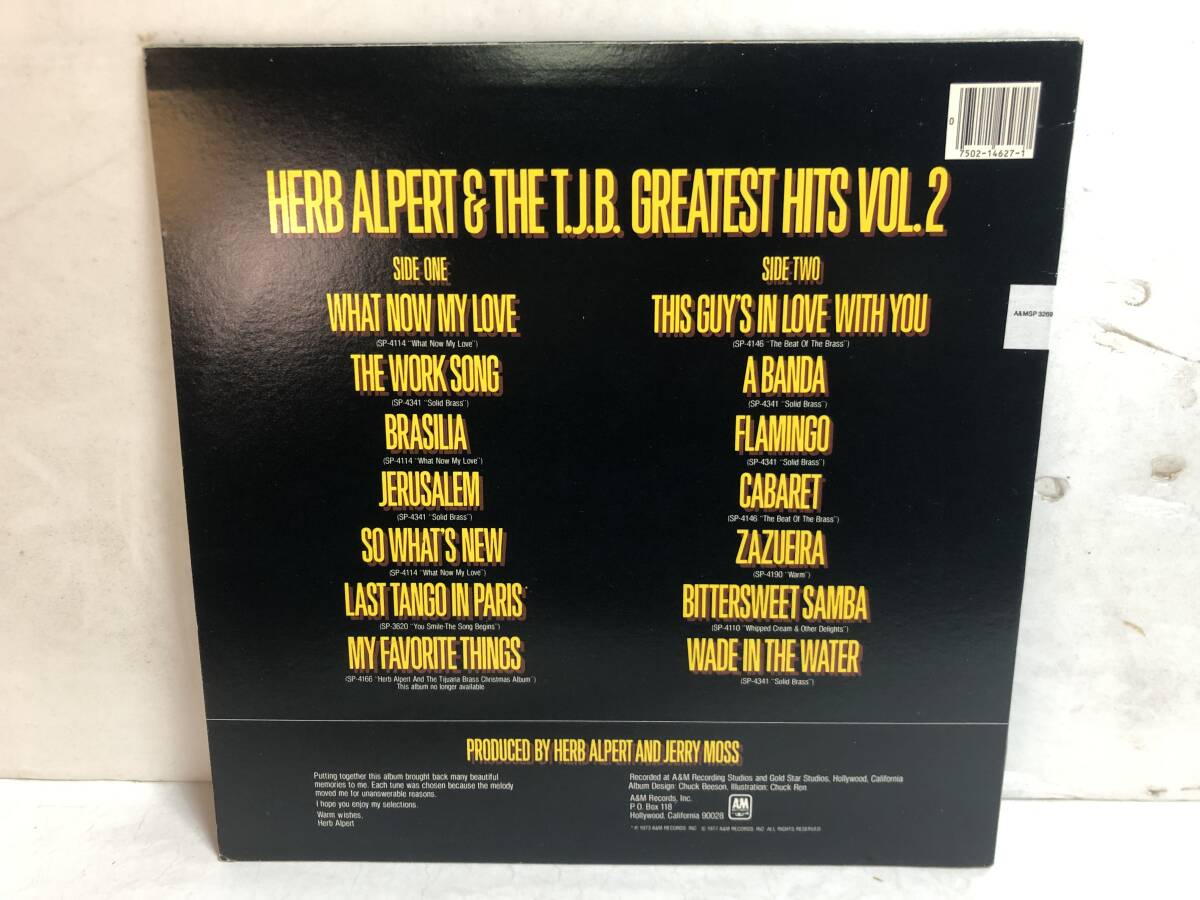 0
7502-14627-1
HERB ALPERT & THE T.J.B. GREATEST HITS VOL. 2
SIDE ONE
WHAT NOW MY LOVE
(SP-4114 "What Now My Love")
THE WORK SONG
(SP-4341 "Solid Brass")
BRASILIA
(SP-4114 "What Now My Love")
JERUSALEM
(SP-4341 "Solid Brass")
SO WHAT'S NEW
(SP-4114 "What Now My Love")
LAST TANGO IN PARIS
(SP-3620 "You Smile-The Song Begins")
MY FAVORITE THINGS
(SP-4166 "Herb Alpert And The Tijuana Brass Christmas Album")
This album no longer available
SIDE TWO
THIS GUY'S IN LOVE WITH YOU
(SP-4146 "The Beat Of The Brass")
A BANDA
(SP-4341 "Solid Brass")
FLAMINGO
(SP-4341 "Solid Brass")
CABARET
(SP-4146 "The Beat Of The Brass")
ZAZUEIRA
(SP-4190 "Warm")
BITTERSWEET SAMBA
(SP-4110 "Whipped Cream & Other Delights")
WADE IN THE WATER
(SP-4341 "Solid Brass")
A&MSP 3269
PRODUCED BY HERB ALPERT AND JERRY MOSS
Putting together this album brought back many beautiful
memories to me. Each tune was chosen because the melody
moved me for unanswerable reasons.
I hope you enjoy my selections.
Warm wishes,
Herb Alpert
Recorded at A&M Recording Studios and Gold Star Studios, Hollywood, California
Album Design: Chuck Beeson, Illustration: Chuck Ren
A&M Records, Inc.
P.O. Box 118
Hollywood, California 90028
AM
℗ 1973 A&M RECORDS, INC. © 1977 A&M RECORDS, INC. ALL RIGHTS RESERVED